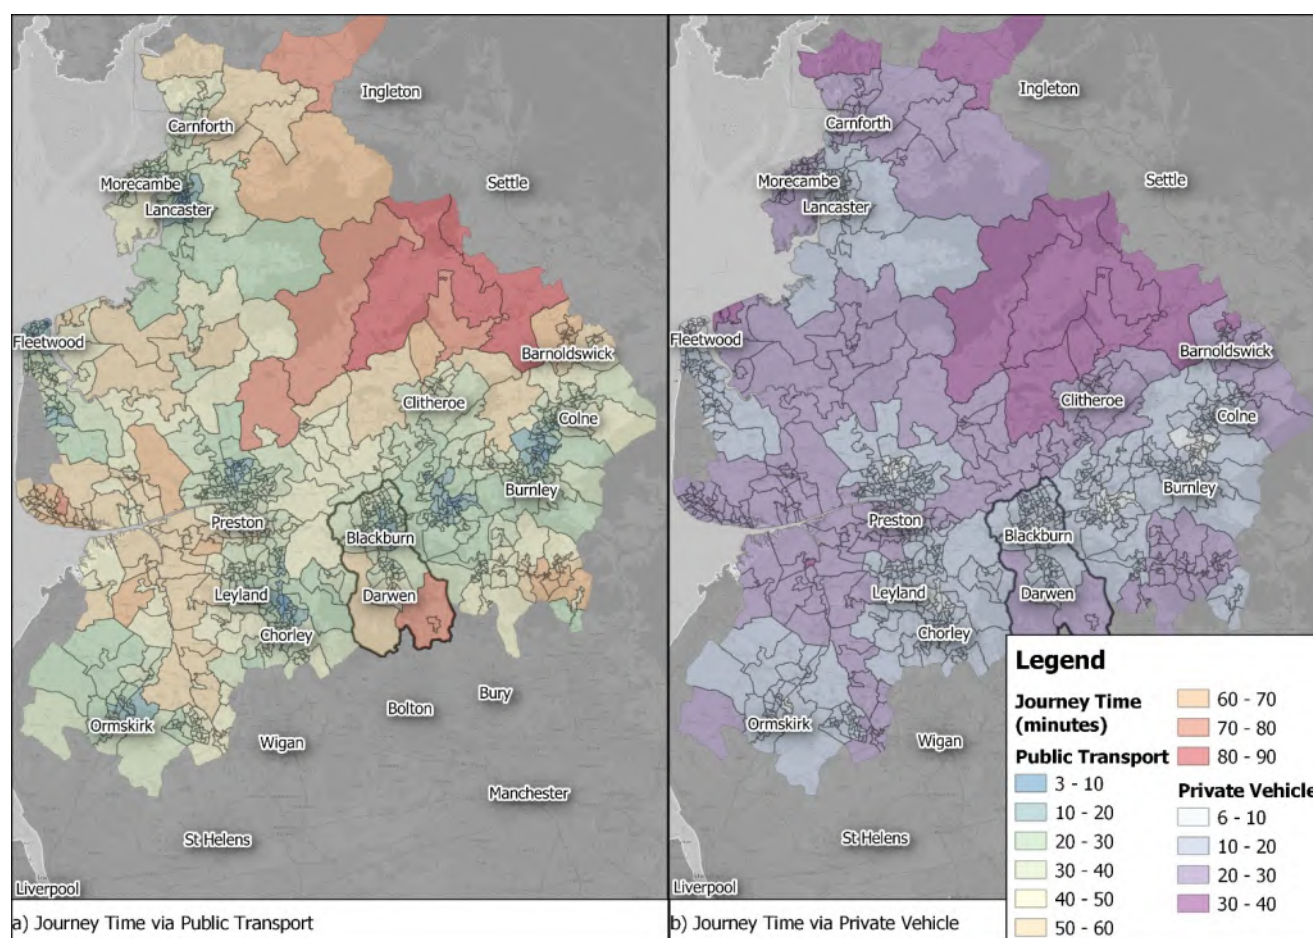 Ingleton
Carnforth
Settle
Morecambe
Lancaster
Fleetwood
Barnoldswick
Clitheroe
Colne
Burnley
Preston
Blackburn
Leyland
Darwen
Chorley
Bury
Bolton
Ormskirk
Wigan
Manchester
St Helens
Liverpool
a) Journey Time via Public Transport
Ingleton
Carnforth
Settle
Morecambe
Lancaster
Fleetwood
Barnoldswick
Clitheroe
Colne
Burnley
Preston
Blackburn
Leyland
Darwen
Chorley
Ormskirk
Wigan
St Helens
Liverpool
b) Journey Time via Private Vehicle
Legend
Journey Time
(minutes)
Public Transport
3 - 10
10 - 20
20 - 30
30 - 40
40 - 50
50 - 60
60 - 70
70 - 80
80 - 90
Private Vehicle
6 - 10
10 - 20
20 - 30
30 - 40